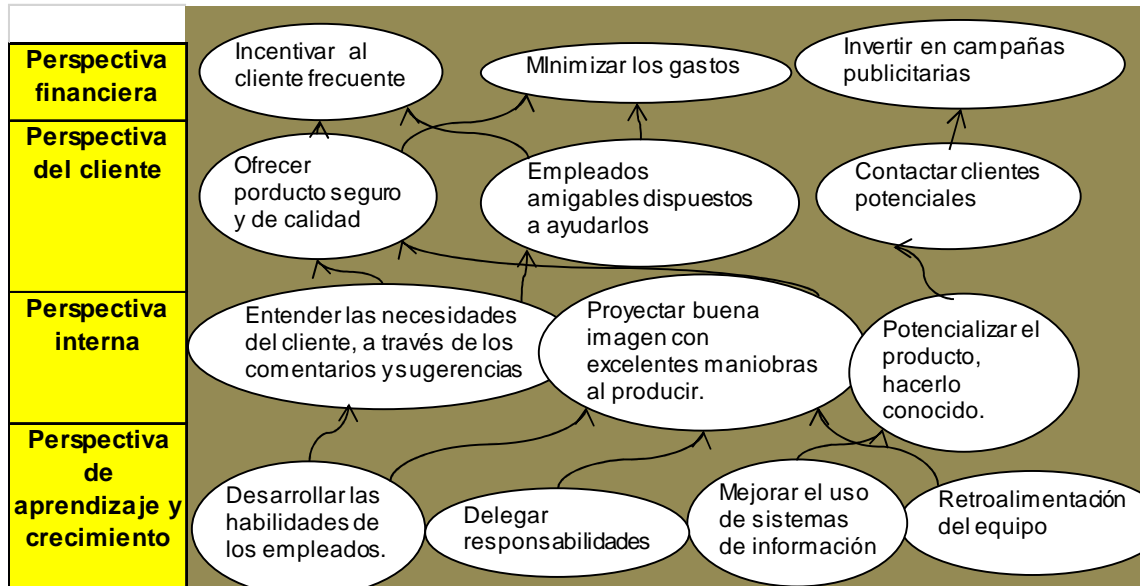 Perspectiva
financiera
Incentivar al
cliente frecuente
MInimizar los gastos
Invertir en campañas
publicitarias
Perspectiva
del cliente
Ofrecer
porducto seguro
y de calidad
Empleados
amigables dispuestos
a ayudarlos
Contactar clientes
potenciales
Perspectiva
interna
Entender las necesidades
del cliente, a través de los
comentarios y sugerencias
Proyectar buena
imagen con
excelentes maniobras
al producir.
Potencializar el
producto,
hacerlo
conocido.
Perspectiva
de
aprendizaje y
crecimiento
Desarrollar las
habilidades de
los empleados.
Delegar
responsabilidades
Mejorar el uso
de sistemas
de información
Retroalimentación
del equipo